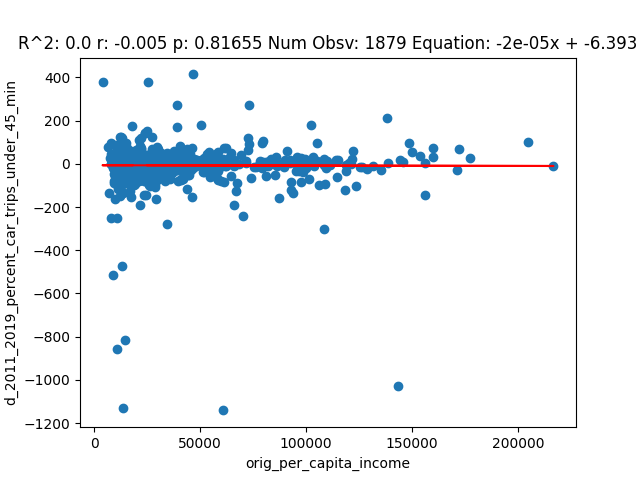 R^2: 0.0 r: -0.005 p: 0.81655 Num Obsv: 1879 Equation: -2e-05x + -6.393
d_2011_2019_percent_car_trips_under_45_min
400
200
0
−200
−400
−600
−800
−1000
−1200
0 50000 100000 150000 200000
orig_per_capita_income